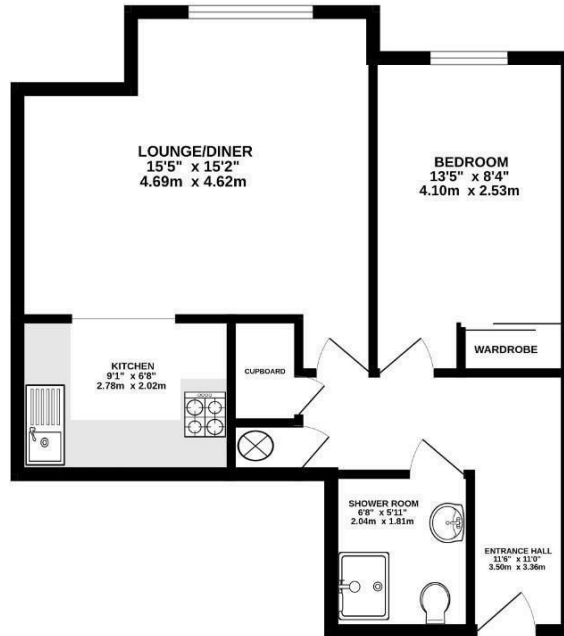 LOUNGE/DINER
15'5" x 15'2"
4.69m x 4.62m
BEDROOM
13'5" x 8'4"
4.10m x 2.53m
WARDROBE
KITCHEN
9'1" x 6'8"
2.78m x 2.02m
CUPBOARD
SHOWER ROOM
6'8" x 5'11"
2.04m x 1.81m
ENTRANCE HALL
11'6" x 11'0"
3.50m x 3.36m